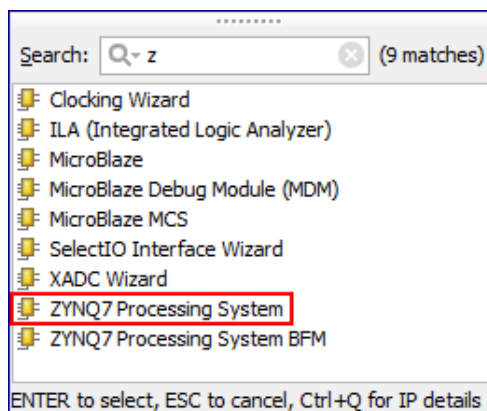 Search: z (9 matches)
Clocking Wizard
ILA (Integrated Logic Analyzer)
MicroBlaze
MicroBlaze Debug Module (MDM)
MicroBlaze MCS
SelectIO Interface Wizard
XADC Wizard
ZYNQ7 Processing System
ZYNQ7 Processing System BFM
ENTER to select, ESC to cancel, Ctrl+Q for IP details